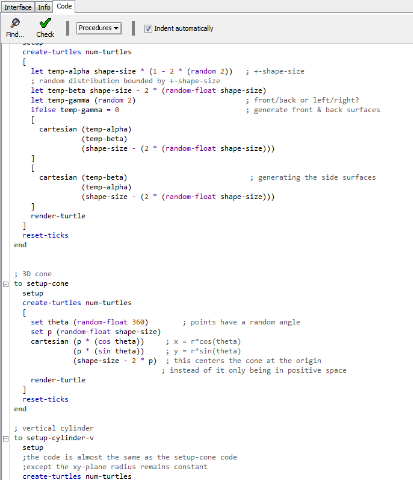 Interface Info Code
Find... Check Procedures Indent automatically
setup
create-turtles num-turtles
[
let temp-alpha shape-size * (1 - 2 * (random 2)) ; +-shape-size
; random distribution bounded by +-shape-size
let temp-beta shape-size - 2 * (random-float shape-size)
let temp-gamma (random 2) ; front/back or left/right?
ifelse temp-gamma = 0 ; generate front & back surfaces
[
cartesian (temp-alpha)
(temp-beta)
(shape-size - (2 * (random-float shape-size)))
]
[
cartesian (temp-beta) ; generating the side surfaces
(temp-alpha)
(shape-size - (2 * (random-float shape-size)))
]
render-turtle
]
reset-ticks
end
; 3D cone
to setup-cone
setup
create-turtles num-turtles
[
set theta (random-float 360) ; points have a random angle
set p (random-float shape-size)
cartesian (p * (cos theta)) ; x = r*cos(theta)
(p * (sin theta)) ; y = r*sin(theta)
(shape-size - 2 * p) ; this centers the cone at the origin
; instead of it only being in positive space
render-turtle
]
reset-ticks
end
; vertical cylinder
to setup-cylinder-v
setup
;the code is almost the same as the setup-cone code
;except the xy-plane radius remains constant
create-turtles num-turtles